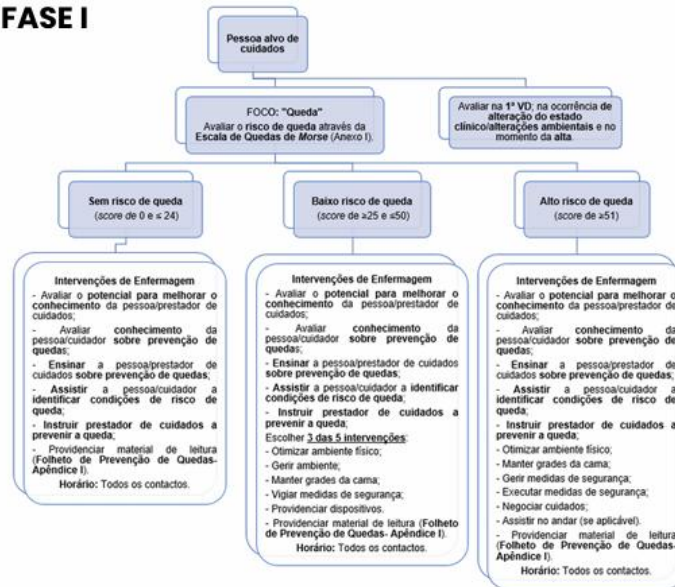 FASE I
Pessoa alvo de
cuidados
FOCO: "Queda"
Avaliar o risco de queda através da
Escala de Quedas de Morse (Anexo I).
Avaliar na 1ª VD; na ocorrência de
alteração do estado
clínico/alterações ambientais e no
momento da alta.
Sem risco de queda
(score de 0 e ≤ 24)
Baixo risco de queda
(score de ≥25 e ≤50)
Alto risco de queda
(score de ≥51)
Intervenções de Enfermagem
- Avaliar o potencial para melhorar o
conhecimento da pessoa/prestador de
cuidados;
- Avaliar conhecimento da
pessoa/cuidador sobre prevenção de
quedas;
- Ensinar a pessoa/prestador de
cuidados sobre prevenção de quedas;
- Assistir a pessoa/cuidador a
identificar condições de risco de
queda;
- Instruir prestador de cuidados a
prevenir a queda;
- Providenciar material de leitura
(Folheto de Prevenção de Quedas-
Apêndice I).
Horário: Todos os contactos.
Intervenções de Enfermagem
- Avaliar o potencial para melhorar o
conhecimento da pessoa/prestador de
cuidados;
- Avaliar conhecimento da
pessoa/cuidador sobre prevenção de
quedas;
- Ensinar a pessoa/prestador de cuidados
sobre prevenção de quedas;
- Assistir a pessoa/cuidador a identificar
condições de risco de queda;
- Instruir prestador de cuidados a
prevenir a queda;
Escolher 3 das 5 intervenções:
- Otimizar ambiente físico;
- Gerir ambiente;
- Manter grades da cama;
- Vigiar medidas de segurança;
- Providenciar dispositivos.
- Providenciar material de leitura (Folheto
de Prevenção de Quedas- Apêndice I).
Horário: Todos os contactos.
Intervenções de Enfermagem
- Avaliar o potencial para melhorar o
conhecimento da pessoa/prestador de
cuidados;
- Avaliar conhecimento da
pessoa/cuidador sobre prevenção de
quedas;
- Ensinar a pessoa/prestador de
cuidados sobre prevenção de quedas;
- Assistir a pessoa/cuidador a
identificar condições de risco de
queda;
- Instruir prestador de cuidados a
prevenir a queda;
- Otimizar ambiente físico;
- Manter grades da cama;
- Gerir medidas de segurança;
- Executar medidas de segurança;
- Negociar cuidados;
- Assistir no andar (se aplicável).
- Providenciar material de leitura
(Folheto de Prevenção de Quedas-
Apêndice I).
Horário: Todos os contactos.